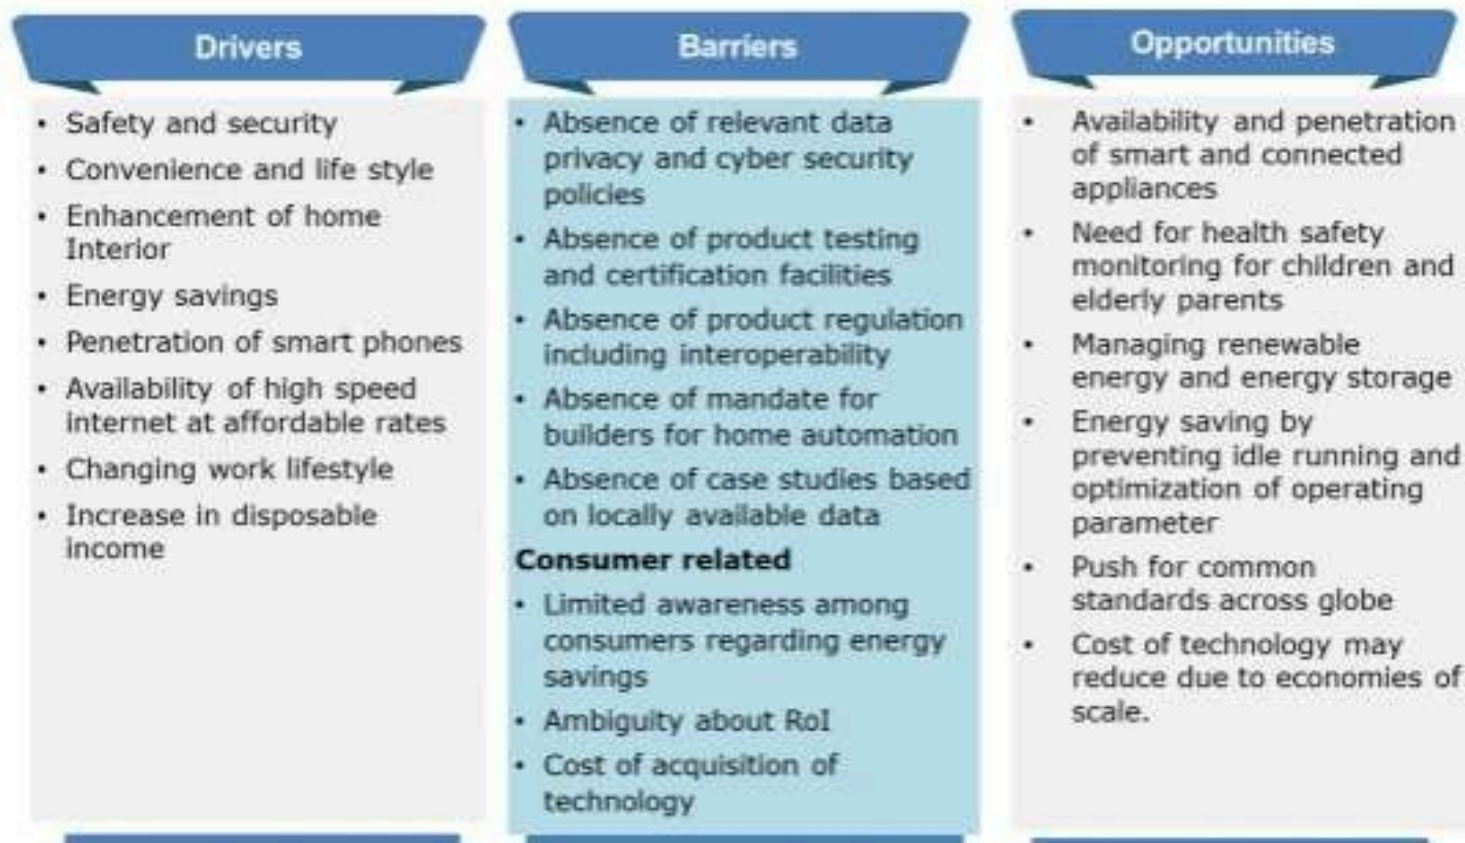 Drivers
• Safety and security
• Convenience and life style
• Enhancement of home
Interior
• Energy savings
• Penetration of smart phones
• Availability of high speed
internet at affordable rates
• Changing work lifestyle
• Increase in disposable
income
Barriers
• Absence of relevant data
privacy and cyber security
policies
• Absence of product testing
and certification facilities
• Absence of product regulation
including interoperability
• Absence of mandate for
builders for home automation
• Absence of case studies based
on locally available data
Consumer related
• Limited awareness among
consumers regarding energy
savings
• Ambiguity about RoI
• Cost of acquisition of
technology
Opportunities
• Availability and penetration
of smart and connected
appliances
• Need for health safety
monitoring for children and
elderly parents
• Managing renewable
energy and energy storage
• Energy saving by
preventing idle running and
optimization of operating
parameter
• Push for common
standards across globe
• Cost of technology may
reduce due to economies of
scale.